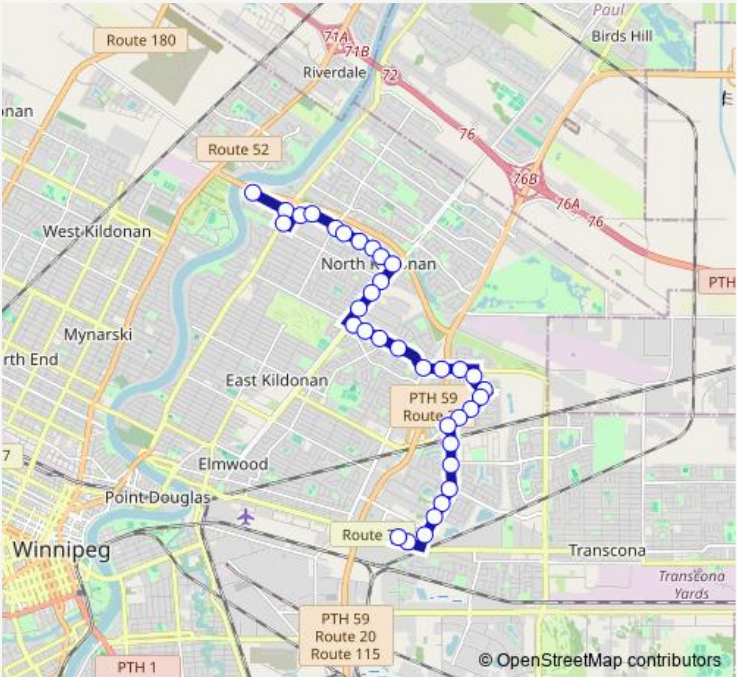 Paul
Birds Hill
Route 180
71A
71B
Riverdale
72
onan
76
Route 52
76B
76A
76
West Kildonan
North K
nan
PTH
Mynarski
rth End
East Kildonan
PTH 59
Route
7
Elmwood
Point Douglas
Route
Winnipeg
Transcona
Transcona
Yards
PTH 59
Route 20
Route 115
PTH 1
© OpenStreetMap contributors